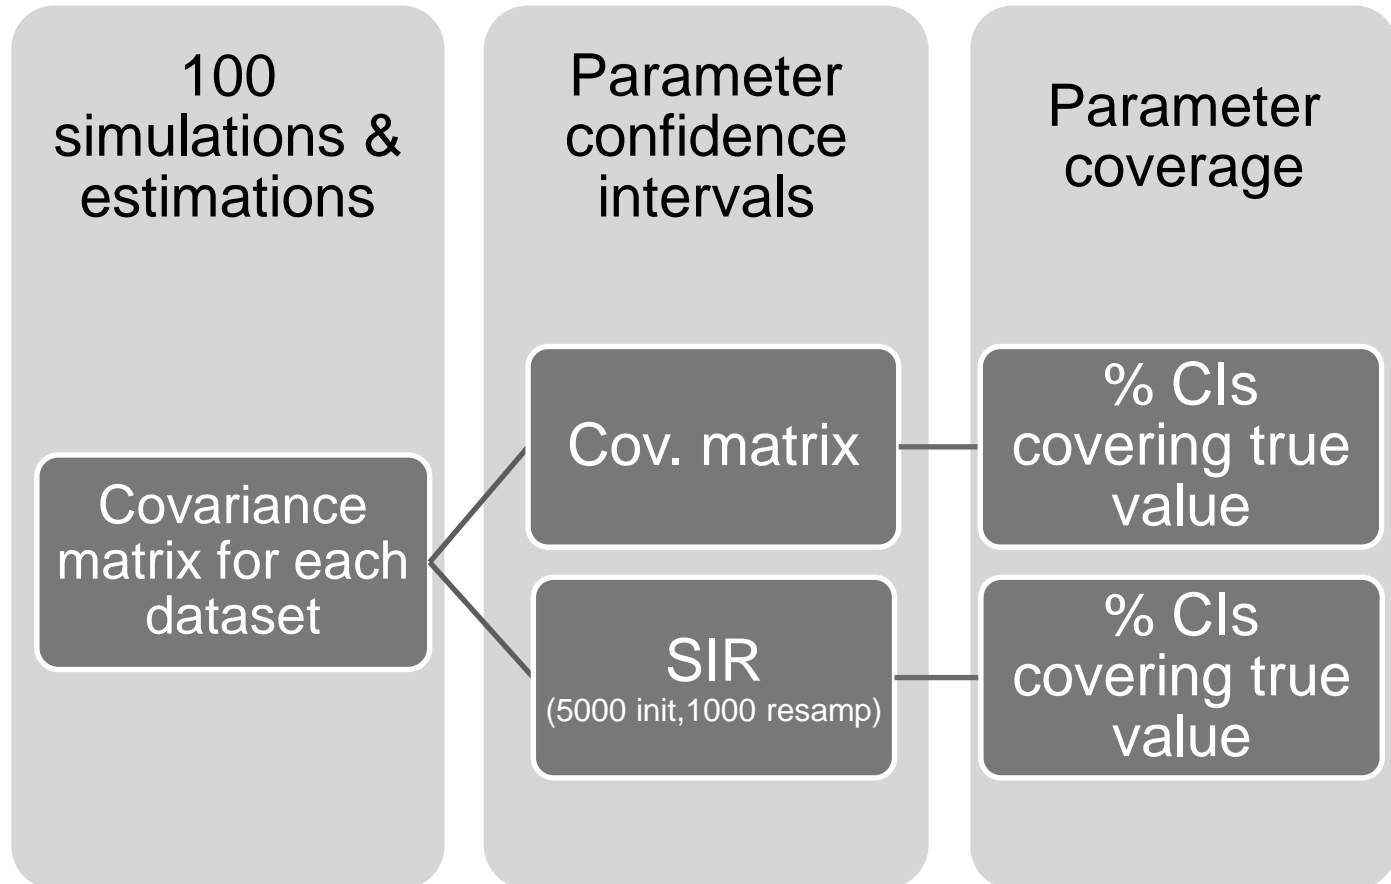 100
simulations &
estimations
Covariance
matrix for each
dataset
Parameter
confidence
intervals
Cov. matrix
SIR
(5000 init,1000 resamp)
Parameter
coverage
% CIs
covering true
value
% CIs
covering true
value